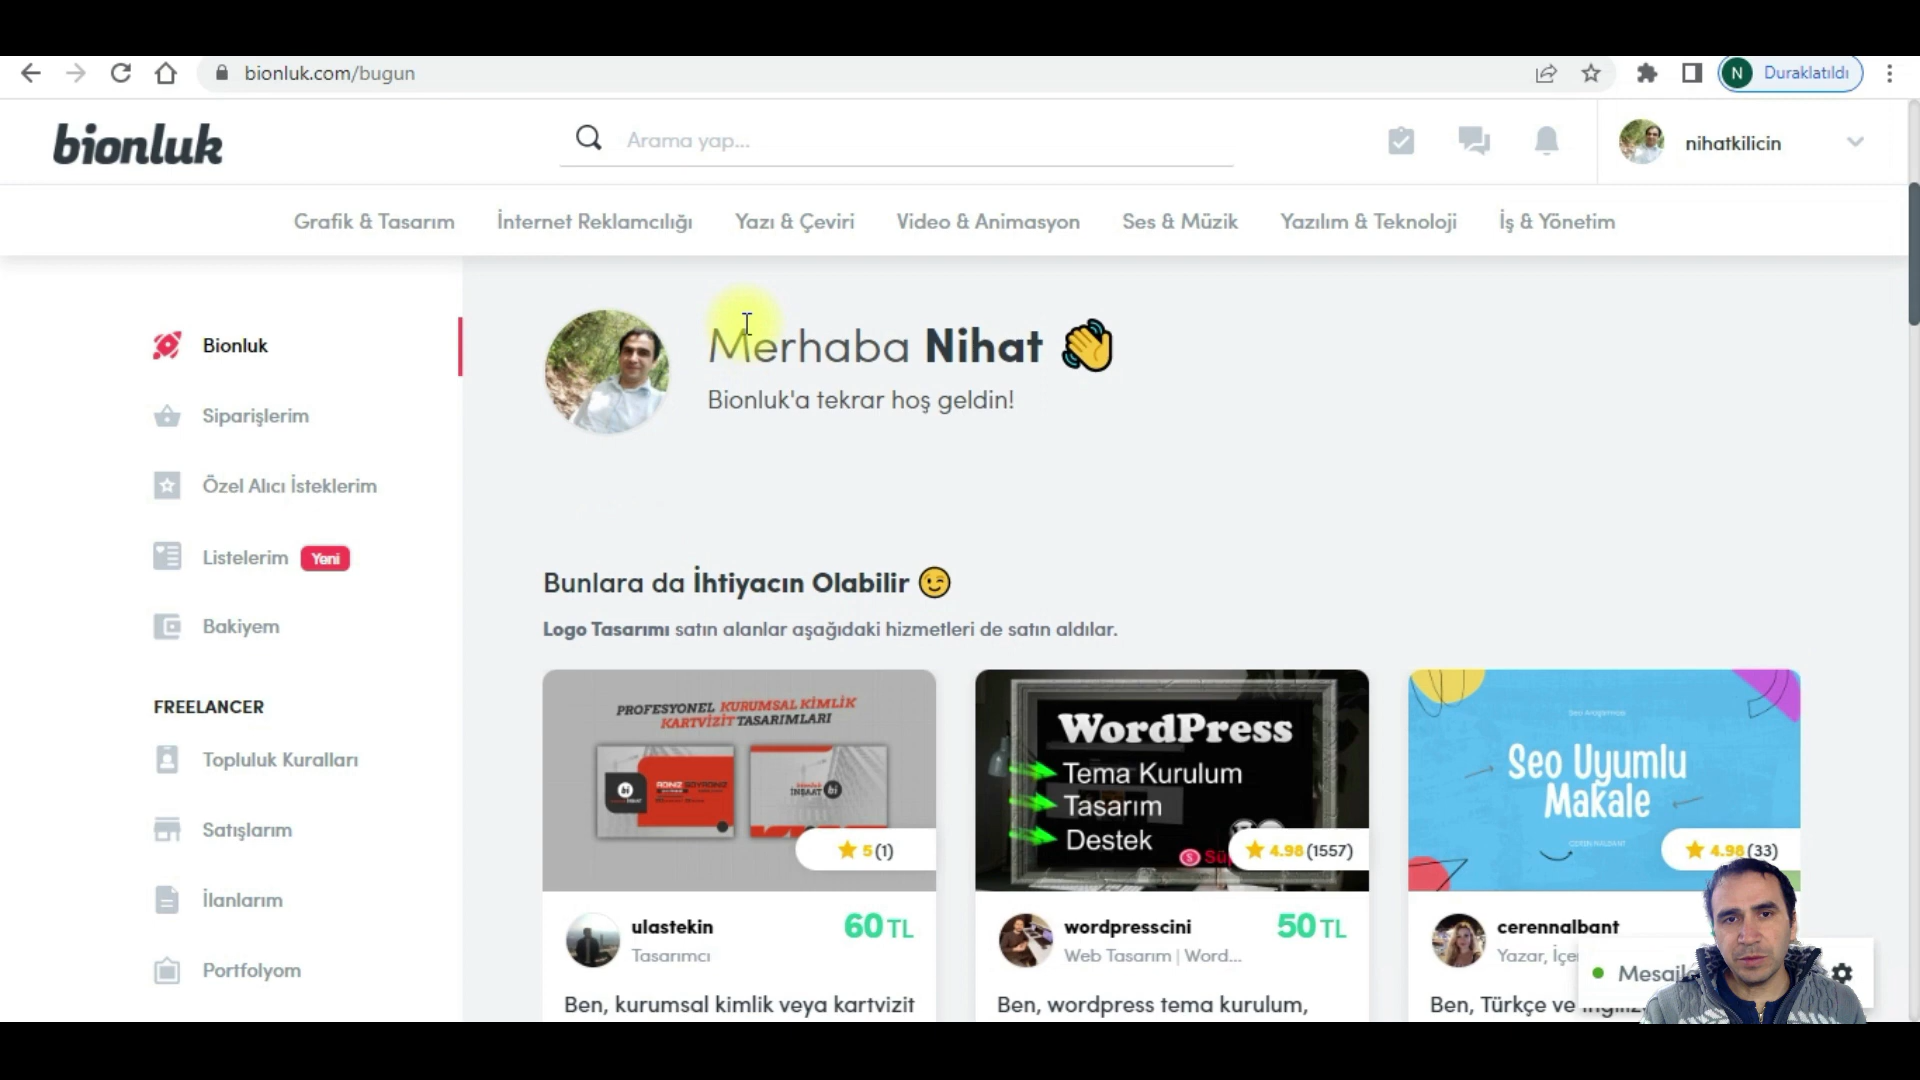 bionluk.com/bugun
N
Duraklatıldı
bionluk
Arama yap...
nihatkilicin
Grafik & Tasarım
İnternet Reklamcılığı
Yazı & Çeviri
Video & Animasyon
Ses & Müzik
Yazılım & Teknoloji
İş & Yönetim
Bionluk
Siparişlerim
Özel Alıcı İsteklerim
Listelerim
Yeni
Bakiyem
FREELANCER
Topluluk Kuralları
Satışlarım
İlanlarım
Portfolyom
Merhaba Nihat
Bionluk'a tekrar hoş geldin!
Bunlara da İhtiyacın Olabilir
Logo Tasarımı satın alanlar aşağıdaki hizmetleri de satın aldılar.
PROFESYONEL KURUMSAL KİMLİK
KARTVİZİT TASARIMLARI
5 (1)
ulastekin
60 TL
Tasarımcı
Ben, kurumsal kimlik veya kartvizit
WordPress
Tema Kurulum
Tasarım
Destek
4.98 (1557)
wordpresscini
50 TL
Web Tasarım | Word...
Ben, wordpress tema kurulum,
Seo Uyumlu
Makale
4.98 (33)
cerennalbant
Ben, Türkçe ve